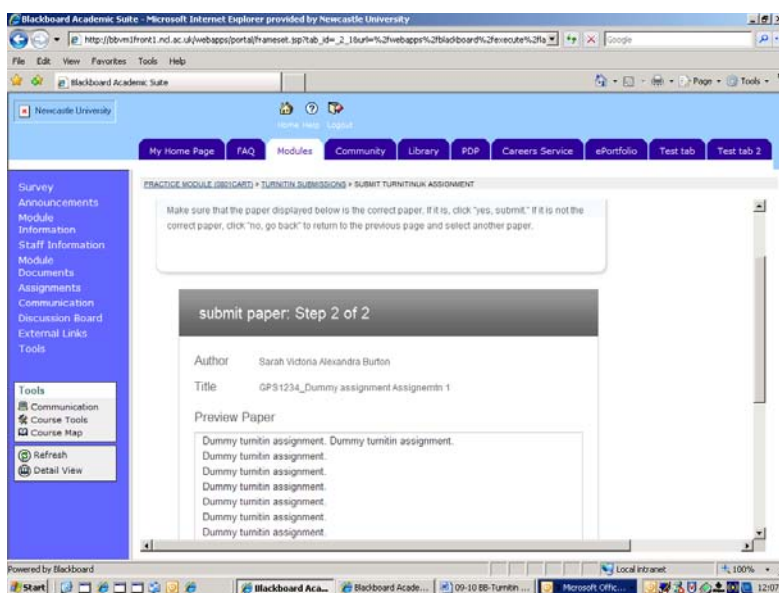 Blackboard Academic Suite - Microsoft Internet Explorer provided by Newcastle University
File Edit View Favorites Tools Help
Google
Blackboard Academic Suite
Page Tools
Newcastle University
Home Help Logout
My Home Page FAQ Modules Community Library PDP Careers Service ePortfolio Test tab Test tab 2
PRACTICE MODULE (0801CART) > TURNITIN SUBMISSIONS > SUBMIT TURNITINUK ASSIGNMENT
Survey
Announcements
Module
Information
Staff Information
Module
Documents
Assignments
Communication
Discussion Board
External Links
Tools
Tools
Communication
Course Tools
Course Map
Refresh
Detail View
Make sure that the paper displayed below is the correct paper. If it is, click "yes, submit." If it is not the
correct paper, click "no, go back" to return to the previous page and select another paper.
submit paper: Step 2 of 2
Author Sarah Victoria Alexandra Burton
Title GPS1234_Dummy assignment Assignemtn 1
Preview Paper
Dummy turnitin assignment. Dummy turnitin assignment.
Dummy turnitin assignment.
Dummy turnitin assignment.
Dummy turnitin assignment.
Dummy turnitin assignment.
Dummy turnitin assignment.
Dummy turnitin assignment.
Powered by Blackboard
Local intranet 100%
Start Blackboard Aca... Blackboard Acade... 09-10 BB-Turnitin ... Microsoft Offic... 12:07